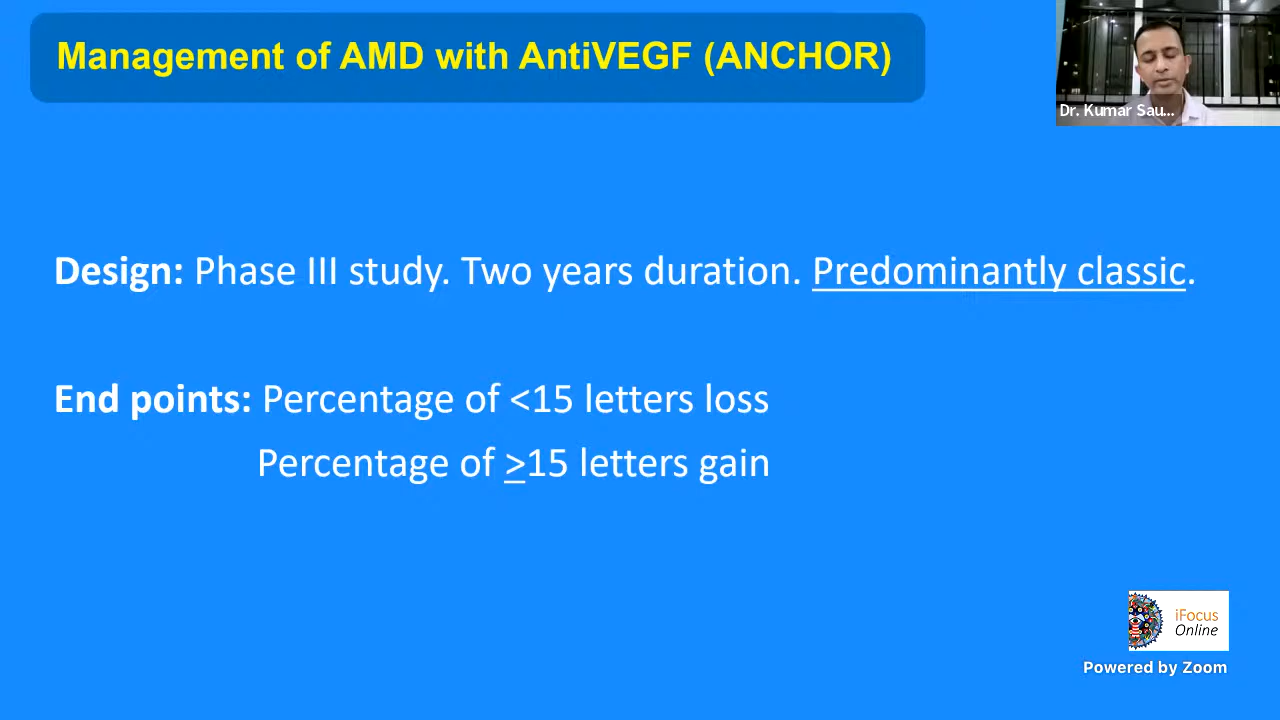 Management of AMD with AntiVEGF (ANCHOR)
Dr. Kumar Sau...
Design: Phase III study. Two years duration. Predominantly classic.
End points: Percentage of <15 letters loss
Percentage of ≥15 letters gain
iFocus
Online
Powered by Zoom